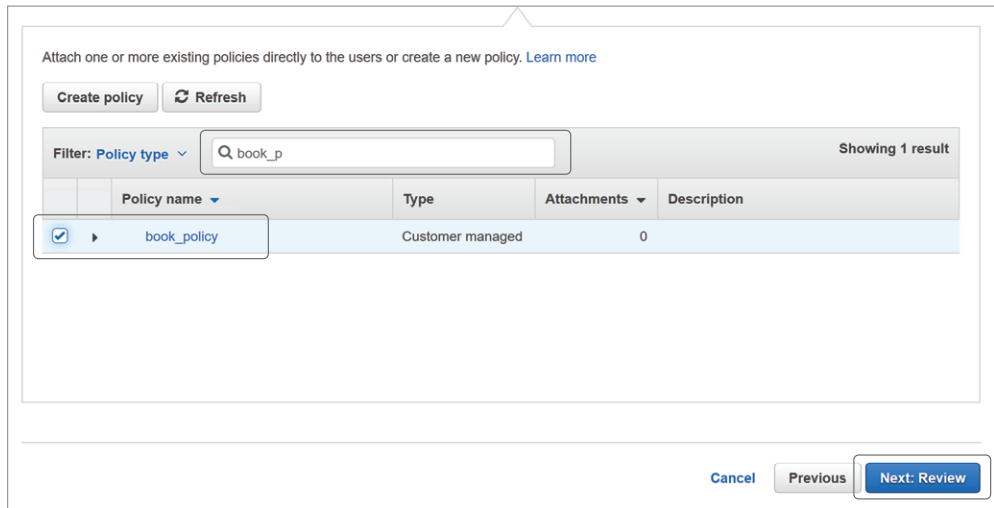 Attach one or more existing policies directly to the users or create a new policy. Learn more
Create policy Refresh
Filter: Policy type book_p Showing 1 result
Policy name Type Attachments Description
book_policy Customer managed 0
Cancel Previous Next: Review